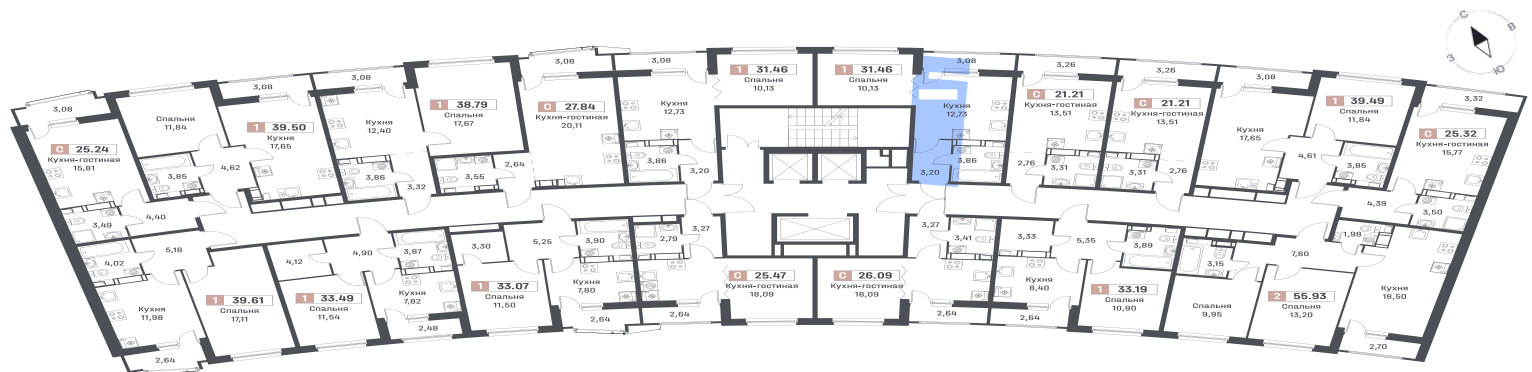 С
В
З
Ю
3,08
С 25.24
Кухня-гостиная
15,81
3,49
4,40
Спальня
11,84
3,85
4,62
3,08
1 39.50
Кухня
17,65
3,08
Кухня
12,40
3,86
3,32
1 38.79
Спальня
17,67
3,55
2,64
3,08
С 27.84
Кухня-гостиная
20,11
3,08
Кухня
12,73
3,86
3,20
1 31.46
Спальня
10,13
1 31.46
Спальня
10,13
3,08
Кухня
12,73
3,86
3,20
3,26
С 21.21
Кухня-гостиная
13,51
2,76
3,31
3,26
С 21.21
Кухня-гостиная
13,51
3,31
2,76
3,08
Кухня
17,65
4,61
1 39.49
Спальня
11,84
3,85
3,32
С 25.32
Кухня-гостиная
15,77
4,39
3,50
4,02
5,18
Кухня
11,98
2,64
1 39.61
Спальня
17,11
4,12
4,90
1 33.49
Спальня
11,54
3,87
Кухня
7,82
2,48
3,30
5,25
1 33.07
Спальня
11,50
3,90
Кухня
7,80
2,64
2,79
3,27
2,64
С 25.47
Кухня-гостиная
18,09
С 26.09
Кухня-гостиная
18,09
3,27
3,41
2,64
3,33
5,35
Кухня
8,40
2,64
3,89
1 33.19
Спальня
10,90
3,15
Спальня
9,95
7,80
2 55.93
Спальня
13,20
1,98
Кухня
18,50
2,70